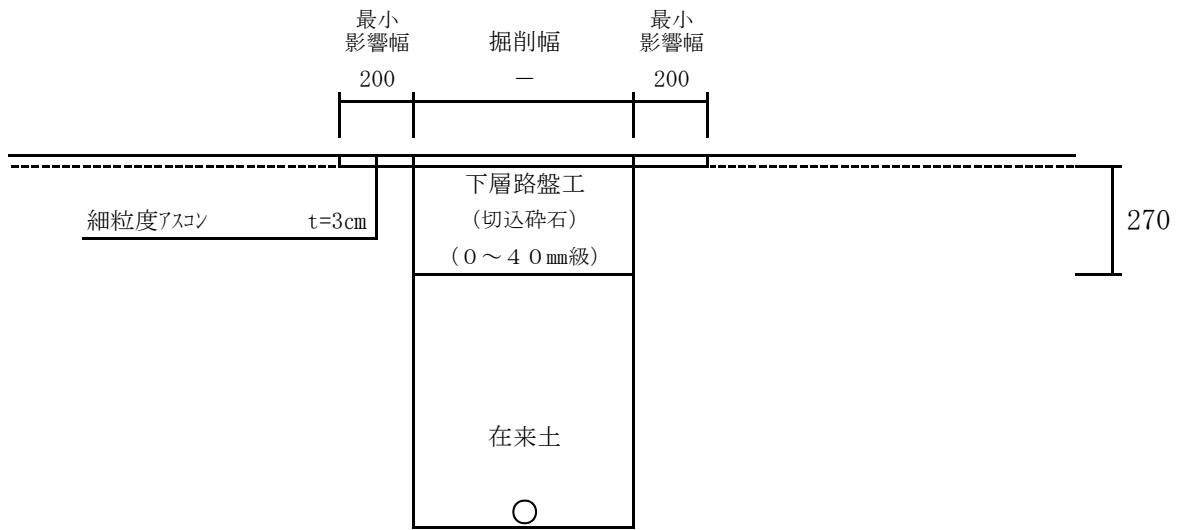 最小
影響幅
掘削幅
最小
影響幅
200
－
200
下層路盤工
(切込砕石)
(０～４０㎜級)
細粒度ｱｽｺﾝ t=3㎝
270
在来土